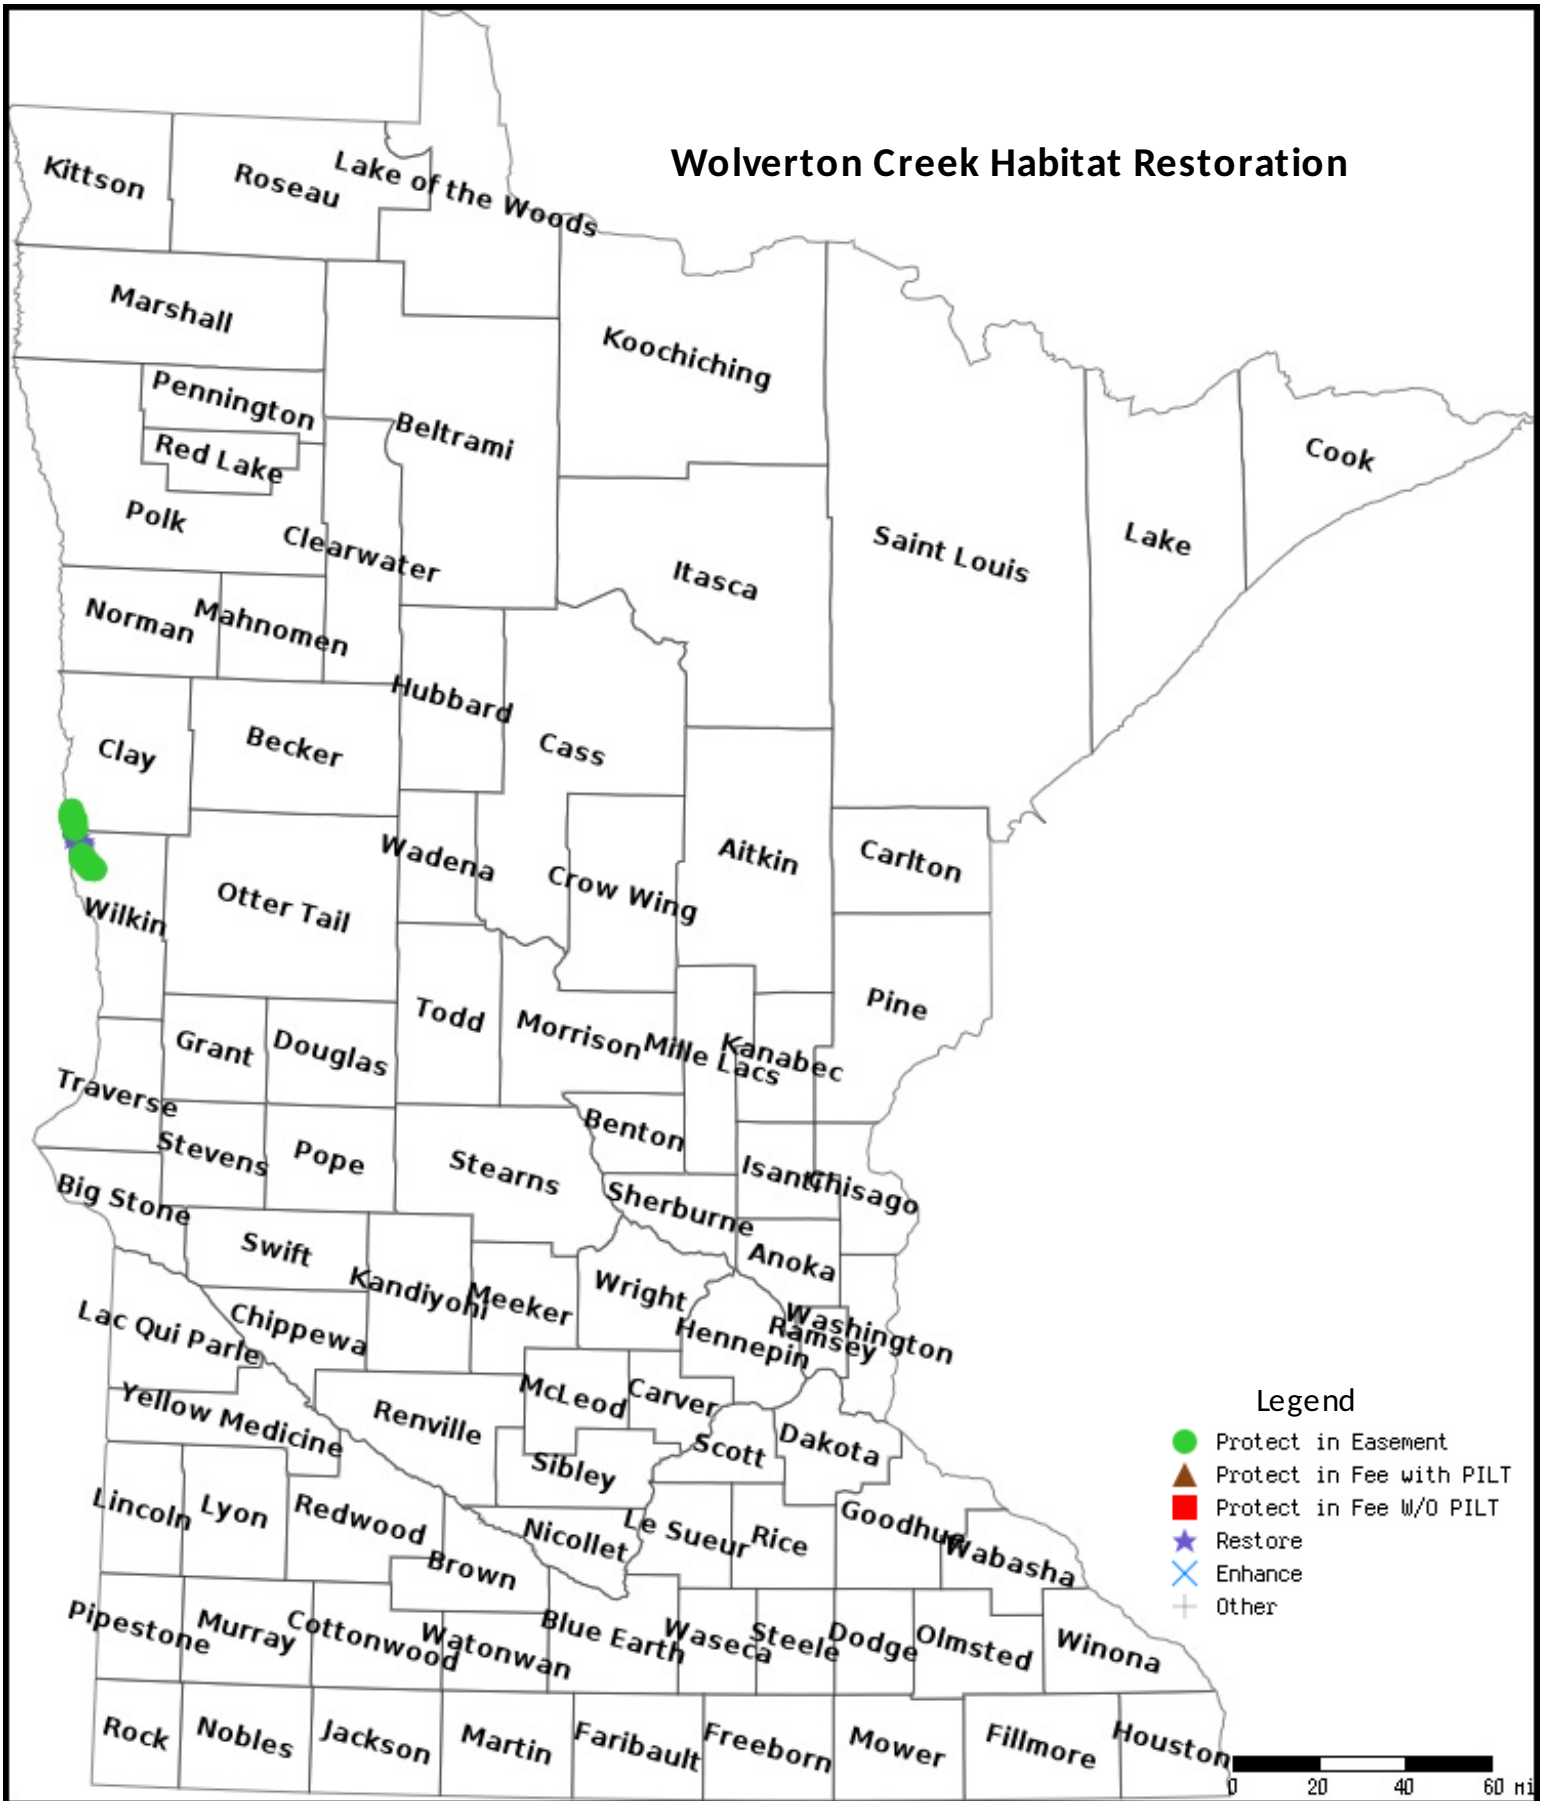 Wolverton Creek Habitat Restoration
Kittson
Roseau
Lake of the Woods
Marshall
Koochiching
Pennington
Beltrami
Red Lake
Cook
Polk
Clearwater
Saint Louis
Lake
Itasca
Norman
Mahnomen
Hubbard
Clay
Becker
Cass
Wadena
Aitkin
Carlton
Crow Wing
Otter Tail
Wilkin
Pine
Todd
Morrison
Mille Lacs
Kanabec
Grant
Douglas
Traverse
Benton
Stevens
Pope
Stearns
Isanti
Chisago
Big Stone
Sherburne
Swift
Anoka
Kandiyohi
Meeker
Wright
Lac Qui Parle
Chippewa
Hennepin
Ramsey
Washington
Yellow Medicine
Renville
McLeod
Carver
Scott
Dakota
Sibley
Lincoln
Lyon
Redwood
Nicollet
Le Sueur
Rice
Goodhue
Wabasha
Brown
Pipestone
Murray
Cottonwood
Watonwan
Blue Earth
Waseca
Steele
Dodge
Olmsted
Winona
Rock
Nobles
Jackson
Martin
Faribault
Freeborn
Mower
Fillmore
Houston
Legend
Protect in Easement
Protect in Fee with PILT
Protect in Fee W/O PILT
Restore
Enhance
Other
0 20 40 60 mi